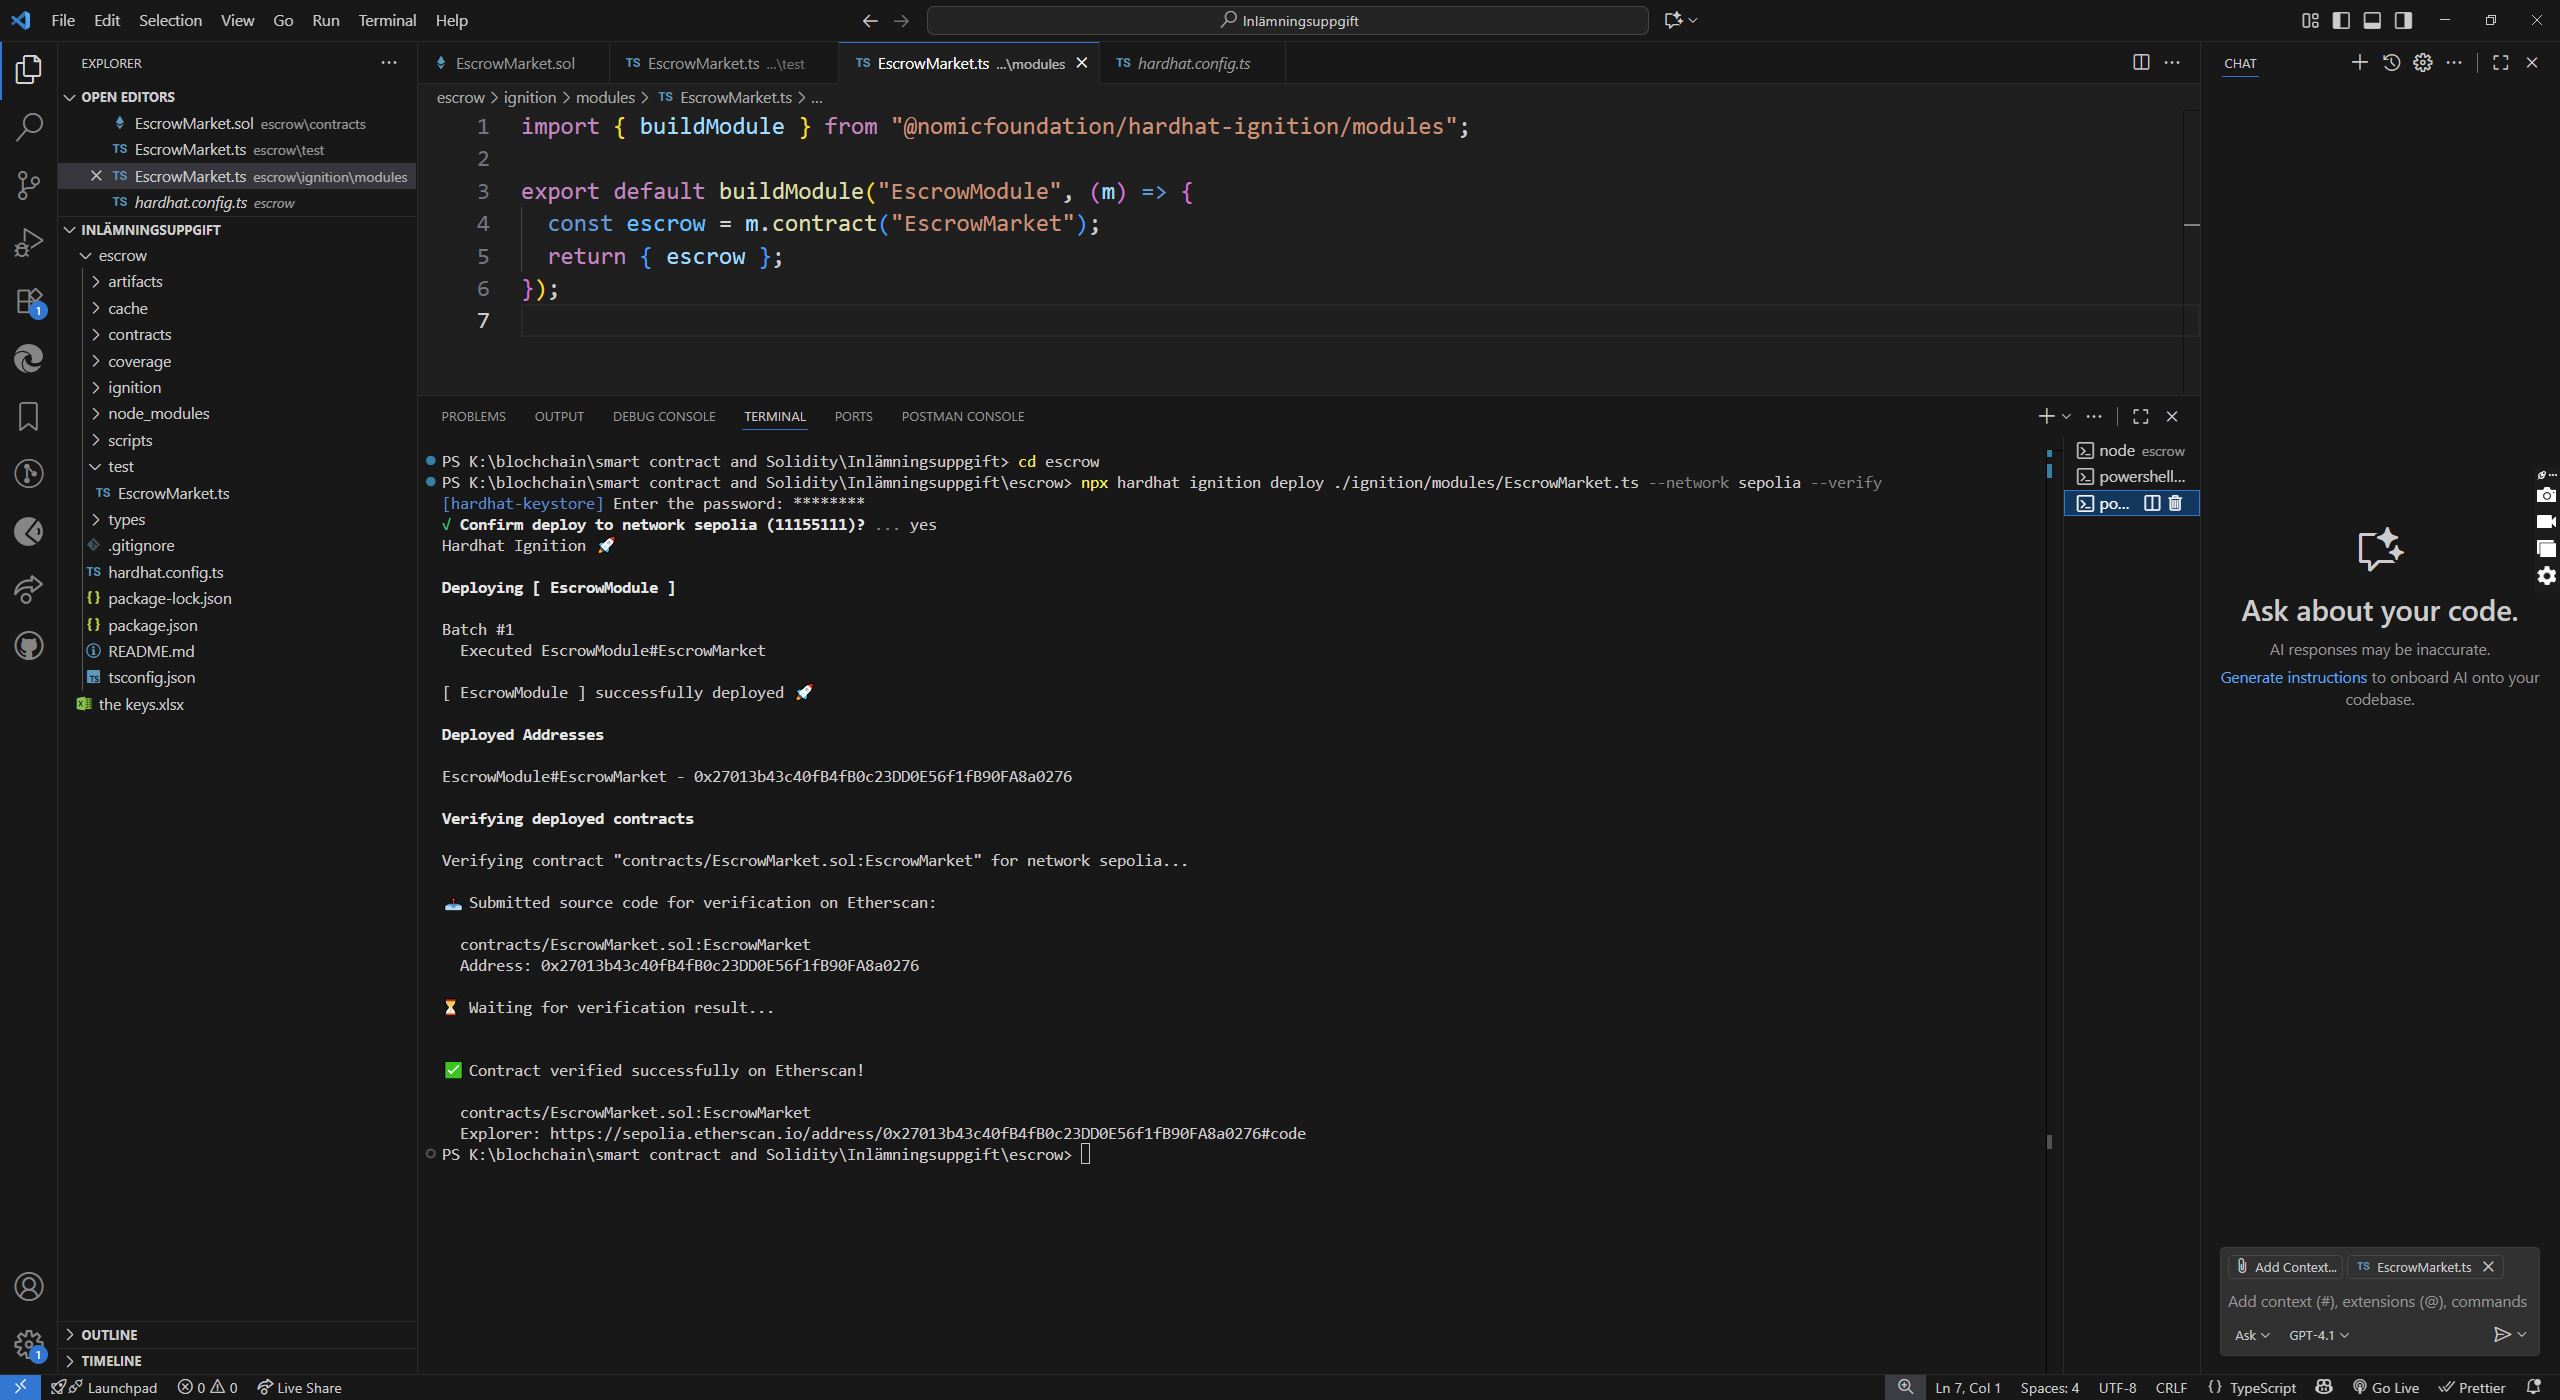 File Edit Selection View Go Run Terminal Help
Inlämningsuppgift
EXPLORER
OPEN EDITORS
EscrowMarket.sol escrow\contracts
TS EscrowMarket.ts escrow\test
TS EscrowMarket.ts escrow\ignition\modules
TS hardhat.config.ts escrow
INLÄMNINGSUPPGIFT
escrow
artifacts
cache
contracts
coverage
ignition
node_modules
scripts
test
TS EscrowMarket.ts
types
.gitignore
TS hardhat.config.ts
{} package-lock.json
{} package.json
README.md
TS tsconfig.json
the keys.xlsx
OUTLINE
TIMELINE
1
1
EscrowMarket.sol
TS EscrowMarket.ts ...\test
TS EscrowMarket.ts ...\modules
TS hardhat.config.ts
escrow > ignition > modules > TS EscrowMarket.ts > ...
1 import { buildModule } from "@nomicfoundation/hardhat-ignition/modules";
2
3 export default buildModule("EscrowModule", (m) => {
4 const escrow = m.contract("EscrowMarket");
5 return { escrow };
6 });
7
PROBLEMS OUTPUT DEBUG CONSOLE TERMINAL PORTS POSTMAN CONSOLE
PS K:\blochchain\smart contract and Solidity\Inlämningsuppgift> cd escrow
PS K:\blochchain\smart contract and Solidity\Inlämningsuppgift\escrow> npx hardhat ignition deploy ./ignition/modules/EscrowMarket.ts --network sepolia --verify
[hardhat-keystore] Enter the password: ********
√ Confirm deploy to network sepolia (11155111)? ... yes
Hardhat Ignition 🚀
Deploying [ EscrowModule ]
Batch #1
Executed EscrowModule#EscrowMarket
[ EscrowModule ] successfully deployed 🚀
Deployed Addresses
EscrowModule#EscrowMarket - 0x27013b43c40fB4fB0c23DD0E56f1fB90FA8a0276
Verifying deployed contracts
Verifying contract "contracts/EscrowMarket.sol:EscrowMarket" for network sepolia...
📤 Submitted source code for verification on Etherscan:
contracts/EscrowMarket.sol:EscrowMarket
Address: 0x27013b43c40fB4fB0c23DD0E56f1fB90FA8a0276
⏳ Waiting for verification result...
✅ Contract verified successfully on Etherscan!
contracts/EscrowMarket.sol:EscrowMarket
Explorer: https://sepolia.etherscan.io/address/0x27013b43c40fB4fB0c23DD0E56f1fB90FA8a0276#code
PS K:\blochchain\smart contract and Solidity\Inlämningsuppgift\escrow>
node escrow
powershell...
po...
CHAT
Ask about your code.
AI responses may be inaccurate.
Generate instructions to onboard AI onto your
codebase.
Add Context... TS EscrowMarket.ts
Add context (#), extensions (@), commands
Ask GPT-4.1
Launchpad 0 0 Live Share
Ln 7, Col 1 Spaces: 4 UTF-8 CRLF {} TypeScript Go Live Prettier